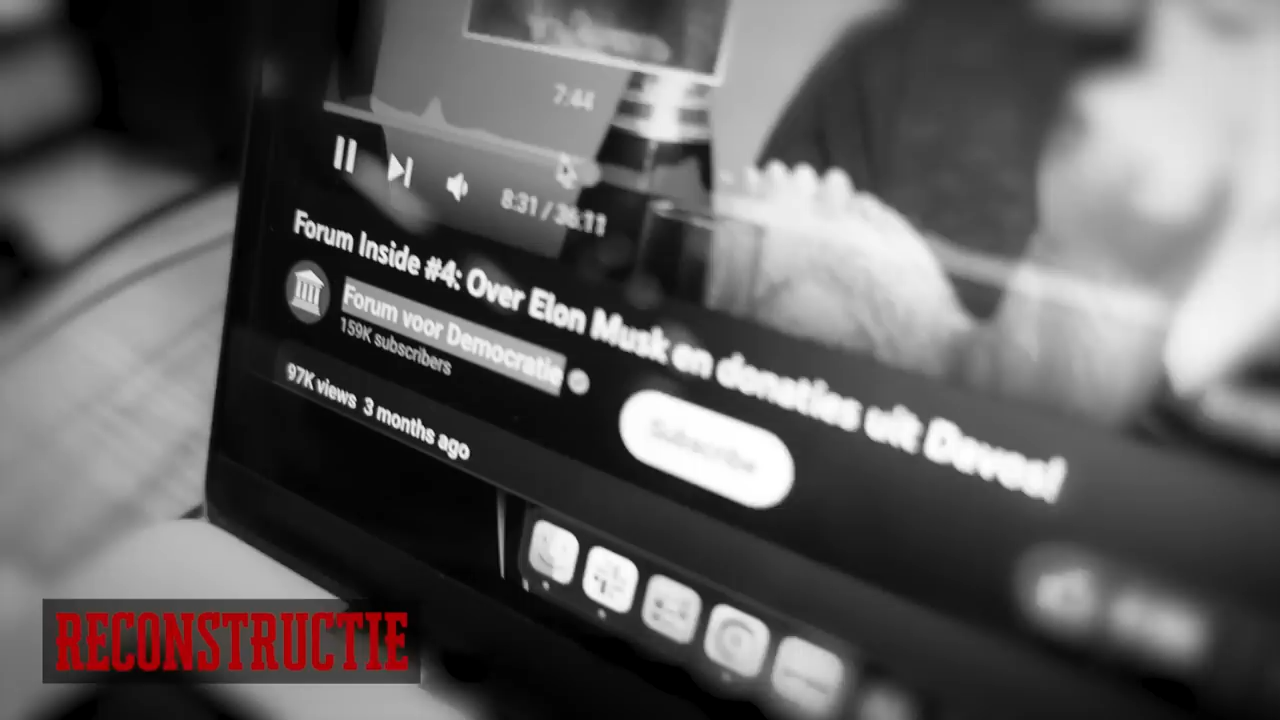 7:44
8:31 / 36:11
Forum Inside #4: Over Elon Musk en donaties uit Davos!
Forum voor Democratie
159K subscribers
Subscribe
97K views 3 months ago
RECONSTRUCTIE